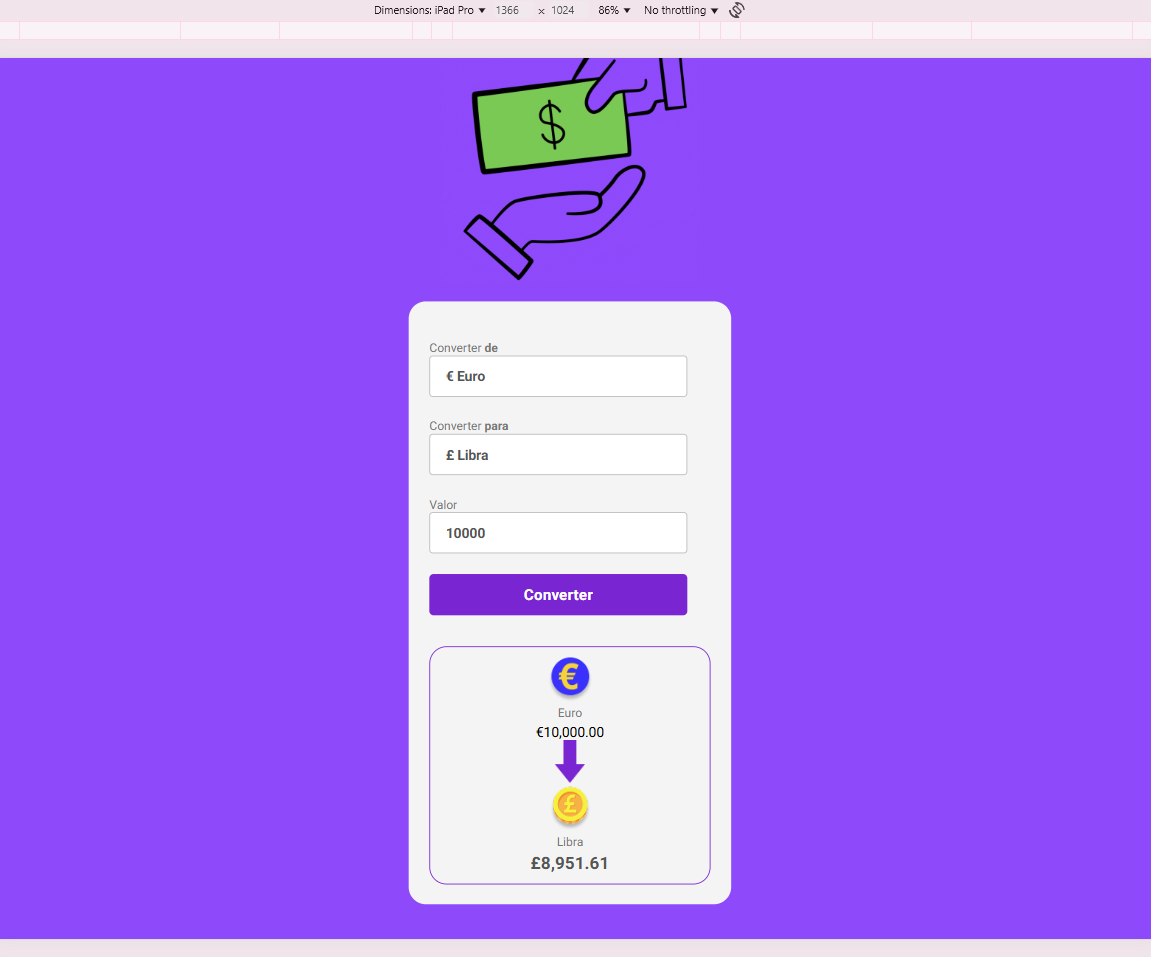 Dimensions: iPad Pro ▼ 1366 × 1024 86% ▼ No throttling ▼
$
Converter de
€ Euro
Converter para
£ Libra
Valor
10000
Converter
€
Euro
€10,000.00
£
Libra
£8,951.61